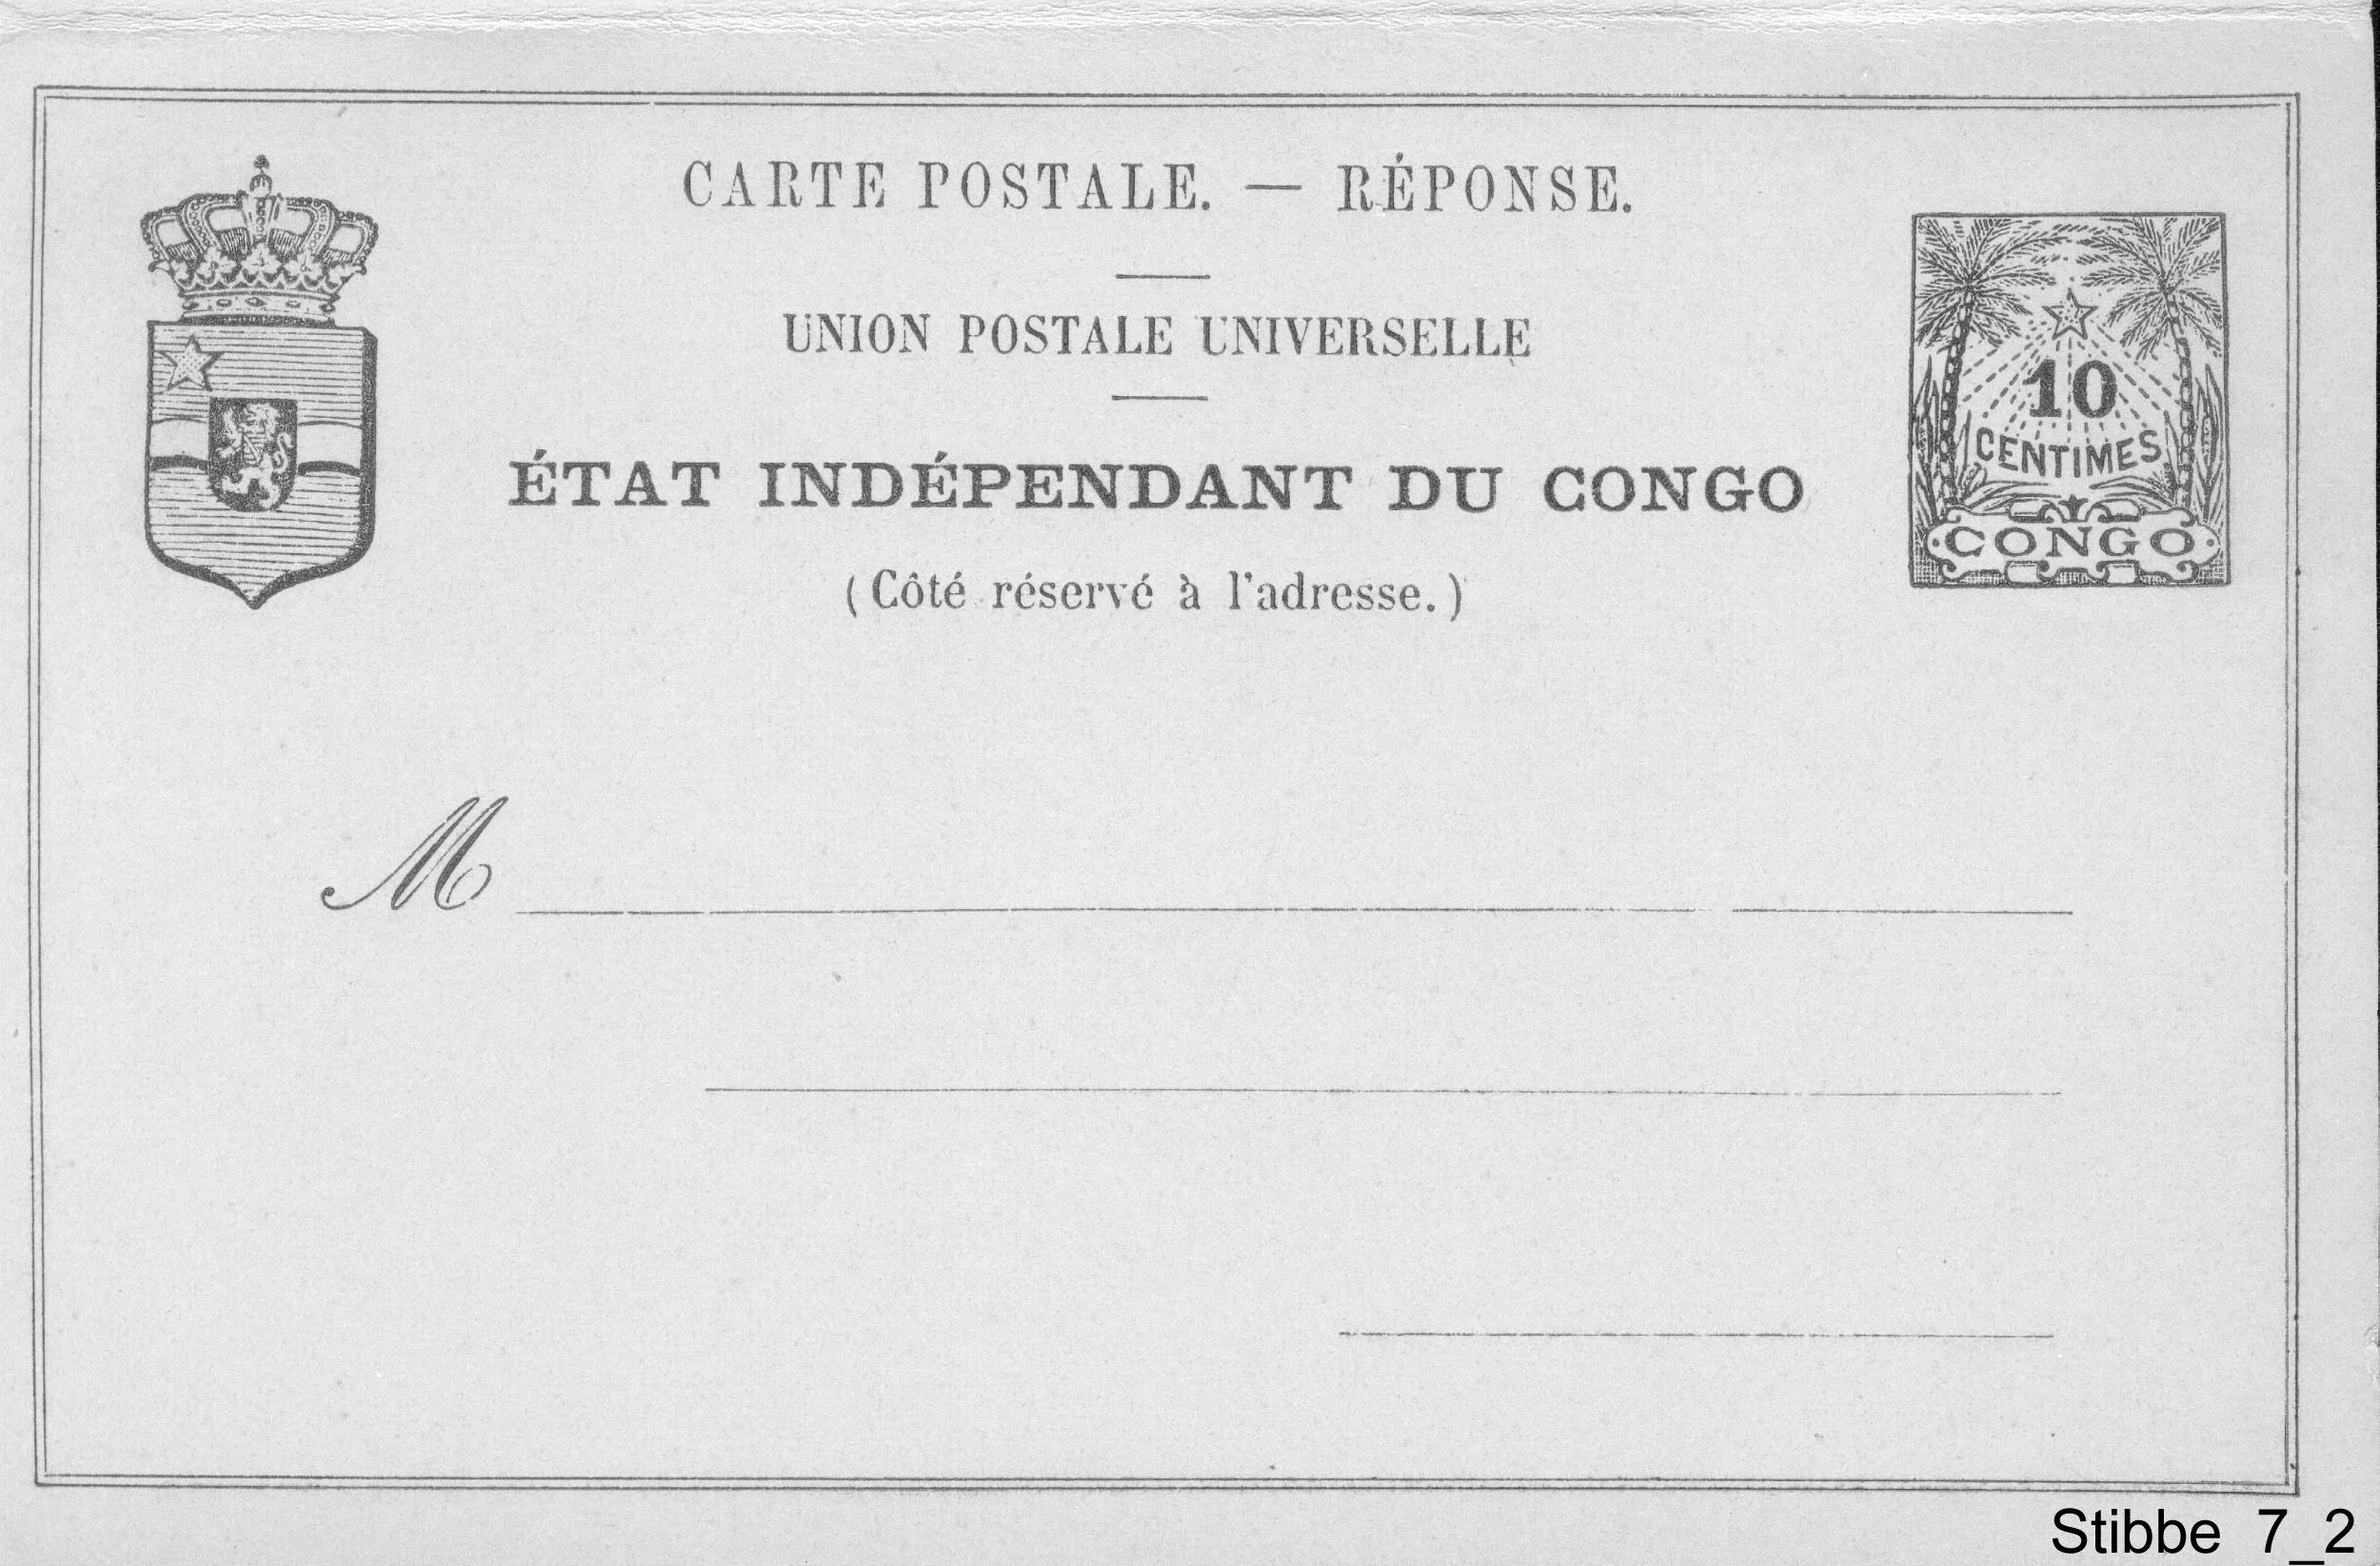 CARTE POSTALE. — RÉPONSE.
UNION POSTALE UNIVERSELLE
ÉTAT INDÉPENDANT DU CONGO
(Côté réservé à l'adresse.)
10
CENTIMES
CONGO
M
Stibbe 7_2